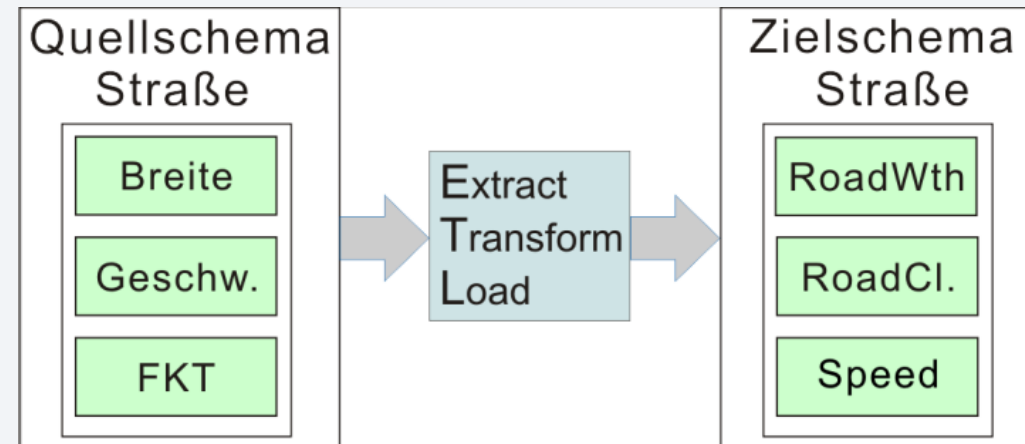 Quellschema
Straße
Breite
Geschw.
FKT
Extract
Transform
Load
Zielschema
Straße
RoadWth
RoadCl.
Speed